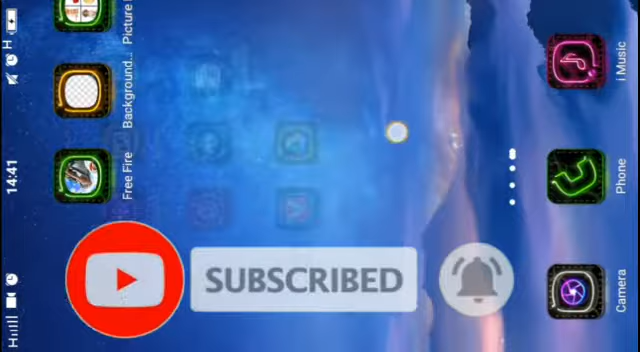 H
14:41
H
Free Fire
Background...
Picture
SUBSCRIBED
Camera
Phone
i Music